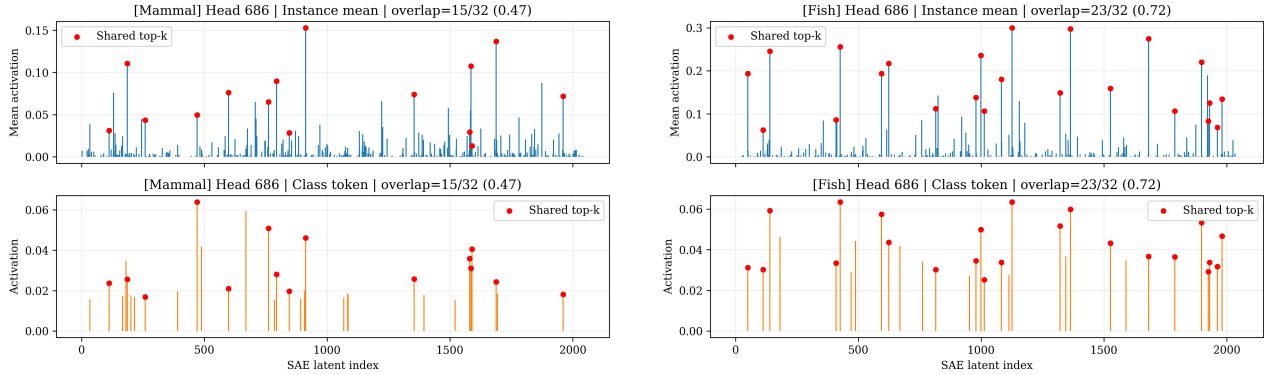 [Mammal] Head 686 | Instance mean | overlap=15/32 (0.47)
Mean activation
0.15
0.10
0.05
0.00
Shared top-k
[Fish] Head 686 | Instance mean | overlap=23/32 (0.72)
Mean activation
0.3
0.2
0.1
0.0
Shared top-k
[Mammal] Head 686 | Class token | overlap=15/32 (0.47)
Activation
0.06
0.04
0.02
0.00
Shared top-k
0 500 1000 1500 2000
SAE latent index
[Fish] Head 686 | Class token | overlap=23/32 (0.72)
Activation
0.06
0.04
0.02
0.00
Shared top-k
0 500 1000 1500 2000
SAE latent index